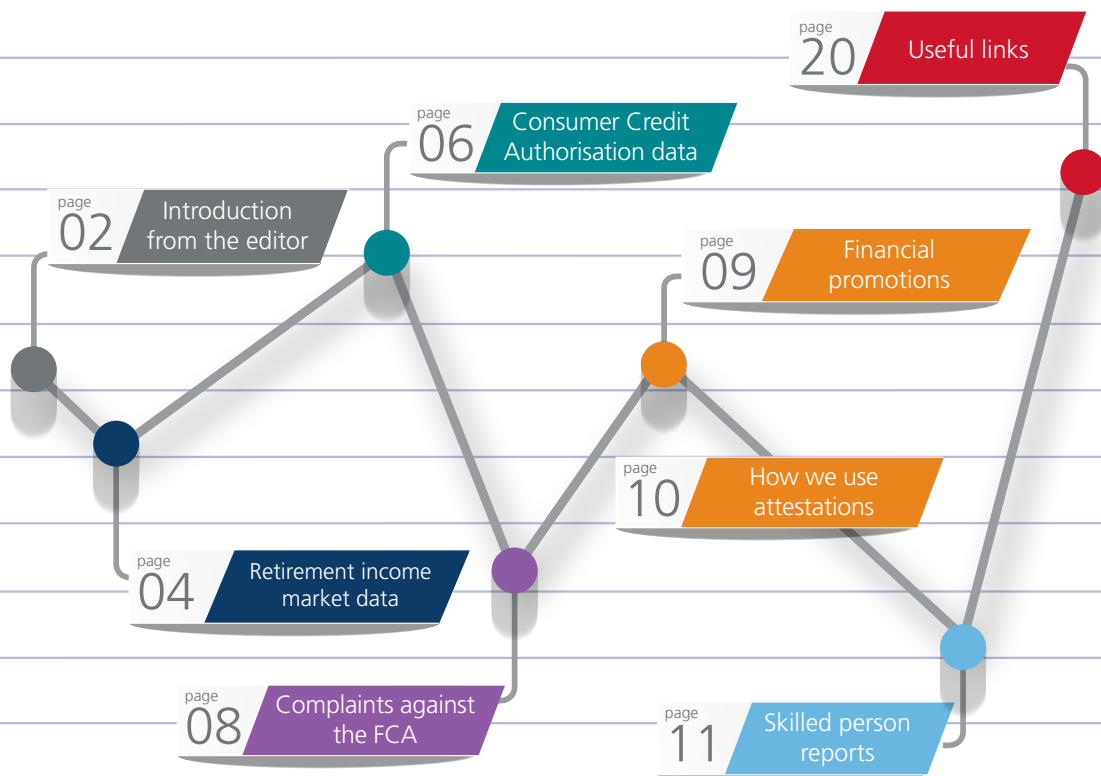 page
02
Introduction
from the editor
page
04
Retirement income
market data
page
06
Consumer Credit
Authorisation data
page
08
Complaints against
the FCA
page
09
Financial
promotions
page
10
How we use
attestations
page
11
Skilled person
reports
page
20
Useful links